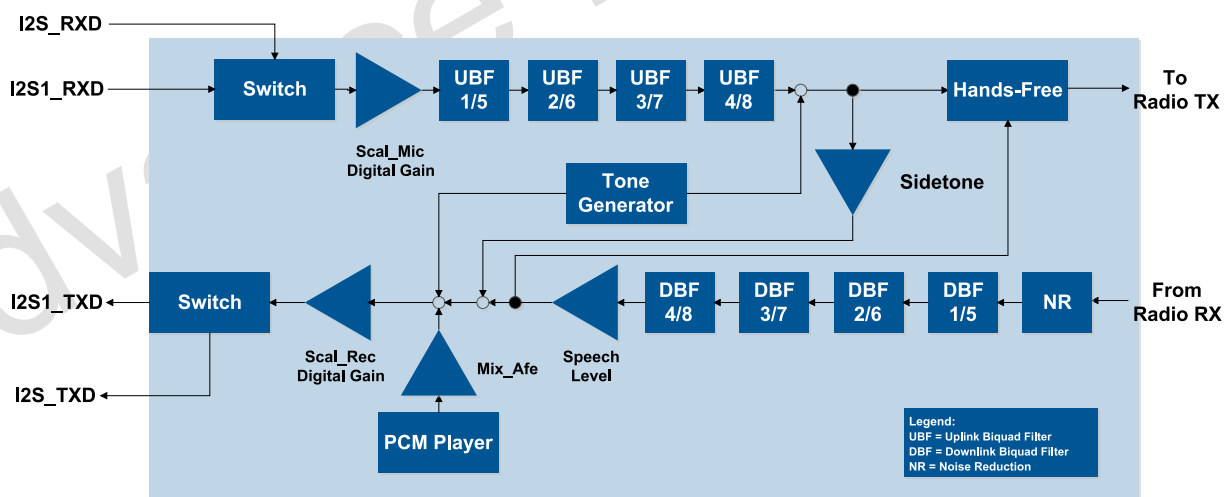 I2S_RXD
I2S1_RXD
Switch
Scal_Mic
Digital Gain
UBF
1/5
UBF
2/6
UBF
3/7
UBF
4/8
Hands-Free
To
Radio TX
Tone
Generator
Sidetone
I2S1_TXD
I2S_TXD
Switch
Scal_Rec
Digital Gain
Mix_Afe
PCM Player
Speech
Level
DBF
4/8
DBF
3/7
DBF
2/6
DBF
1/5
NR
From
Radio RX
Legend:
UBF = Uplink Biquad Filter
DBF = Downlink Biquad Filter
NR = Noise Reduction